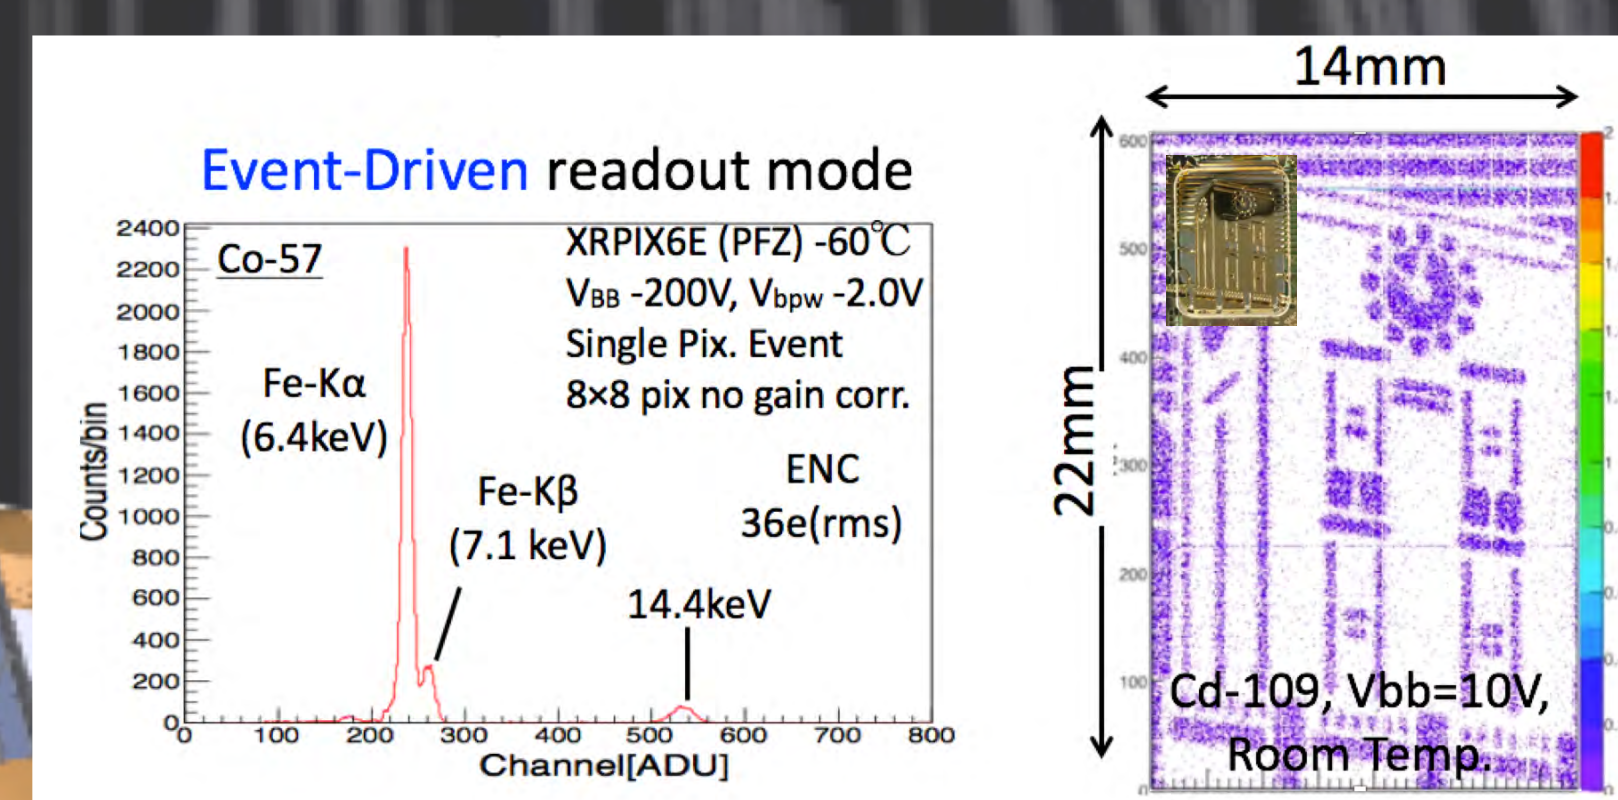 Event-Driven readout mode
2400
2200
2000
1800
1600
1400
1200
1000
800
600
400
200
0
Counts/bin
Co-57
Fe-Kα
(6.4keV)
Fe-Kβ
(7.1 keV)
XRPIX6E (PFZ) -60℃
VBB -200V, Vbpw -2.0V
Single Pix. Event
8×8 pix no gain corr.
ENC
36e(rms)
14.4keV
0 100 200 300 400 500 600 700 800
Channel[ADU]
14mm
22mm
600
500
400
300
200
100
0
Cd-109, Vbb=10V,
Room Temp.